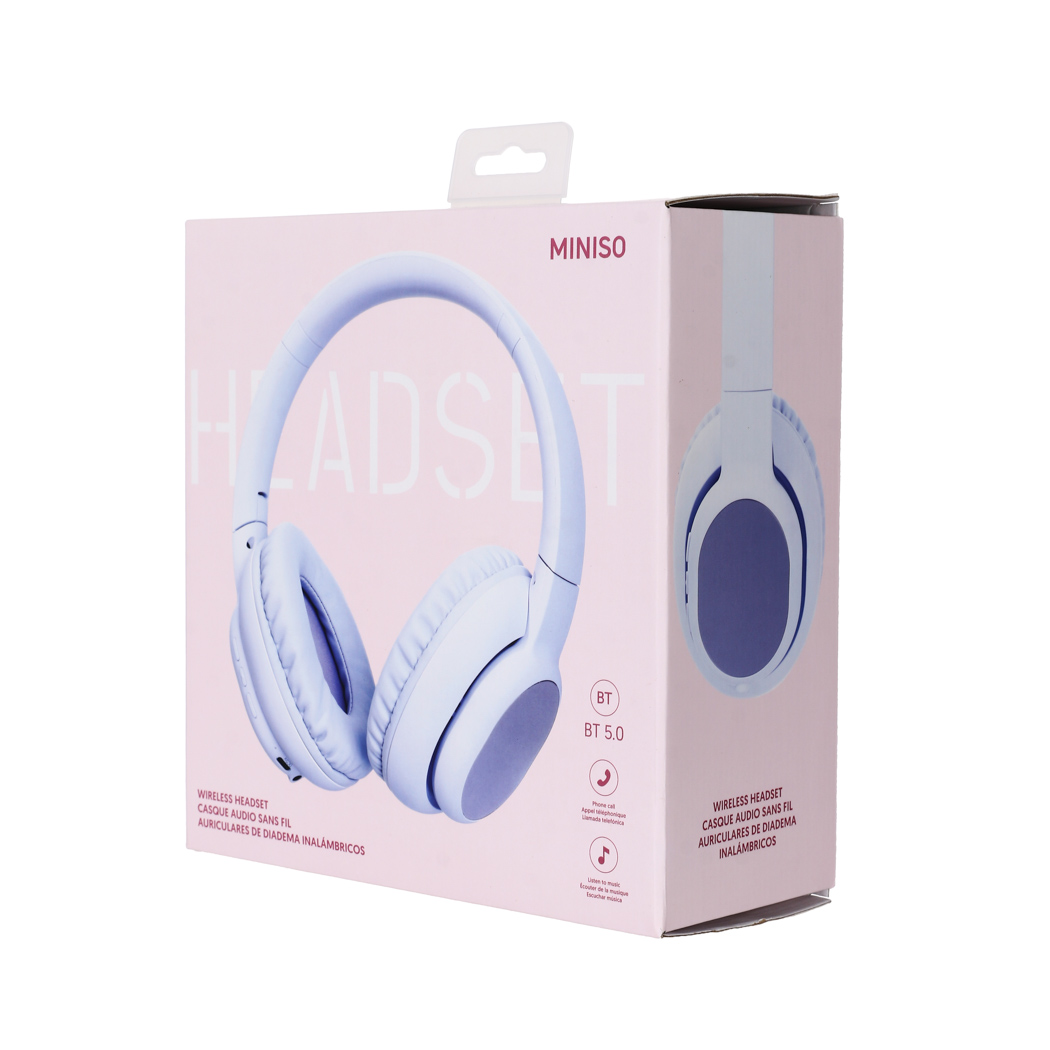 MINISO
HEADSET
BT
BT 5.0
Phone call
Appel téléphonique
Llamada telefónica
Listen to music
Écouter de la musique
Escuchar música
WIRELESS HEADSET
CASQUE AUDIO SANS FIL
AURICULARES DE DIADEMA INALÁMBRICOS
WIRELESS HEADSET
CASQUE AUDIO SANS FIL
AURICULARES DE DIADEMA
INALÁMBRICOS